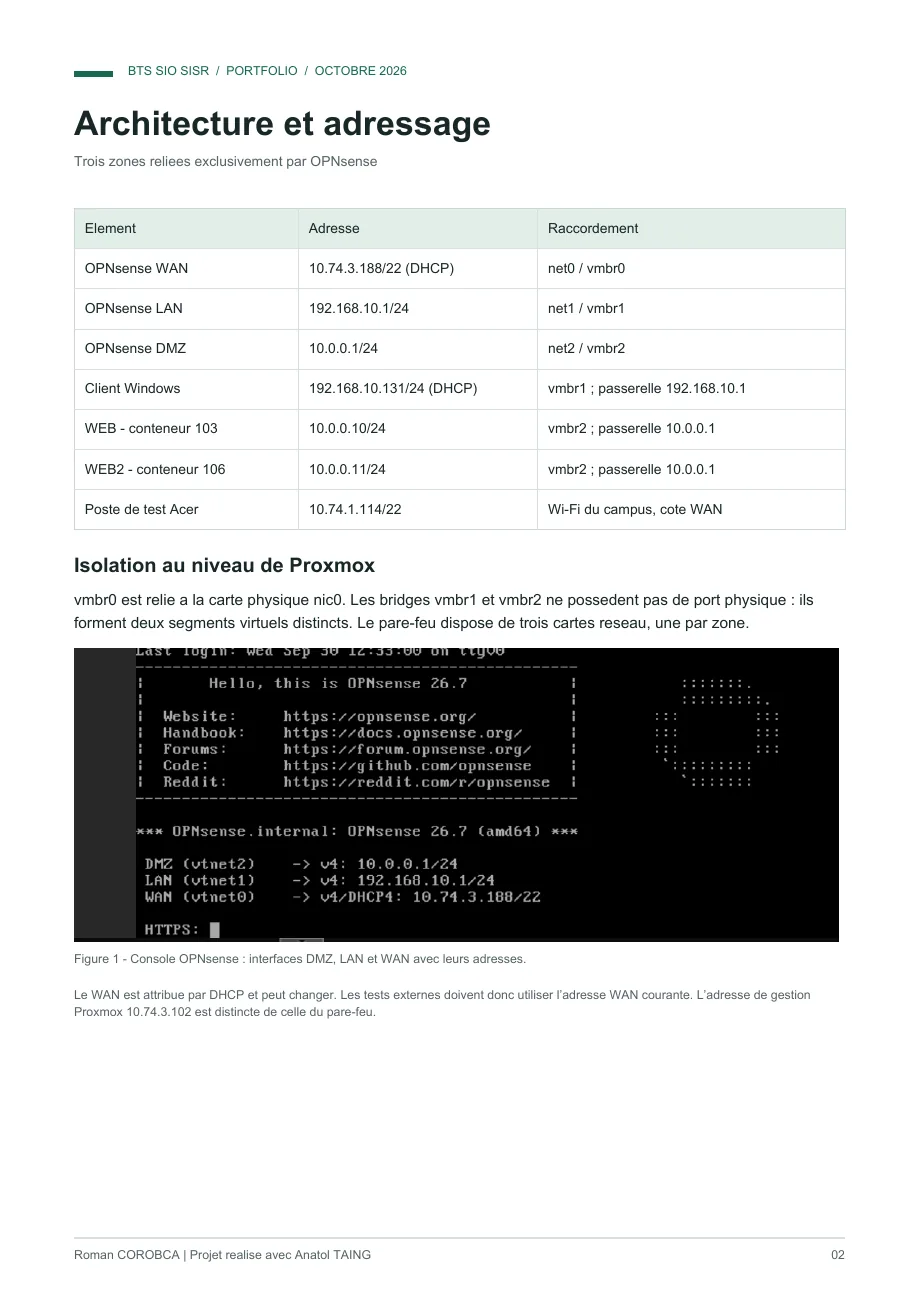 BTS SIO SISR / PORTFOLIO / OCTOBRE 2026
Architecture et adressage
Trois zones reliees exclusivement par OPNsense
Element Adresse Raccordement
OPNsense WAN 10.74.3.188/22 (DHCP) net0 / vmbr0
OPNsense LAN 192.168.10.1/24 net1 / vmbr1
OPNsense DMZ 10.0.0.1/24 net2 / vmbr2
Client Windows 192.168.10.131/24 (DHCP) vmbr1 ; passerelle 192.168.10.1
WEB - conteneur 103 10.0.0.10/24 vmbr2 ; passerelle 10.0.0.1
WEB2 - conteneur 106 10.0.0.11/24 vmbr2 ; passerelle 10.0.0.1
Poste de test Acer 10.74.1.114/22 Wi-Fi du campus, cote WAN
Isolation au niveau de Proxmox
vmbr0 est relie a la carte physique nic0. Les bridges vmbr1 et vmbr2 ne possedent pas de port physique : ils
forment deux segments virtuels distincts. Le pare-feu dispose de trois cartes reseau, une par zone.
Last login: Wed Sep 30 12:33:00 on ttyv0
Hello, this is OPNsense 26.7
Website: https://opnsense.org/
Handbook: https://docs.opnsense.org/
Forums: https://forum.opnsense.org/
Code: https://github.com/opnsense
Reddit: https://reddit.com/r/opnsense
*** OPNsense.internal: OPNsense 26.7 (amd64) ***
DMZ (vtnet2) -> v4: 10.0.0.1/24
LAN (vtnet1) -> v4: 192.168.10.1/24
WAN (vtnet0) -> v4/DHCP4: 10.74.3.188/22
HTTPS:
Figure 1 - Console OPNsense : interfaces DMZ, LAN et WAN avec leurs adresses.
Le WAN est attribue par DHCP et peut changer. Les tests externes doivent donc utiliser l’adresse WAN courante. L’adresse de gestion
Proxmox 10.74.3.102 est distincte de celle du pare-feu.
Roman COROBCA | Projet realise avec Anatol TAING 02